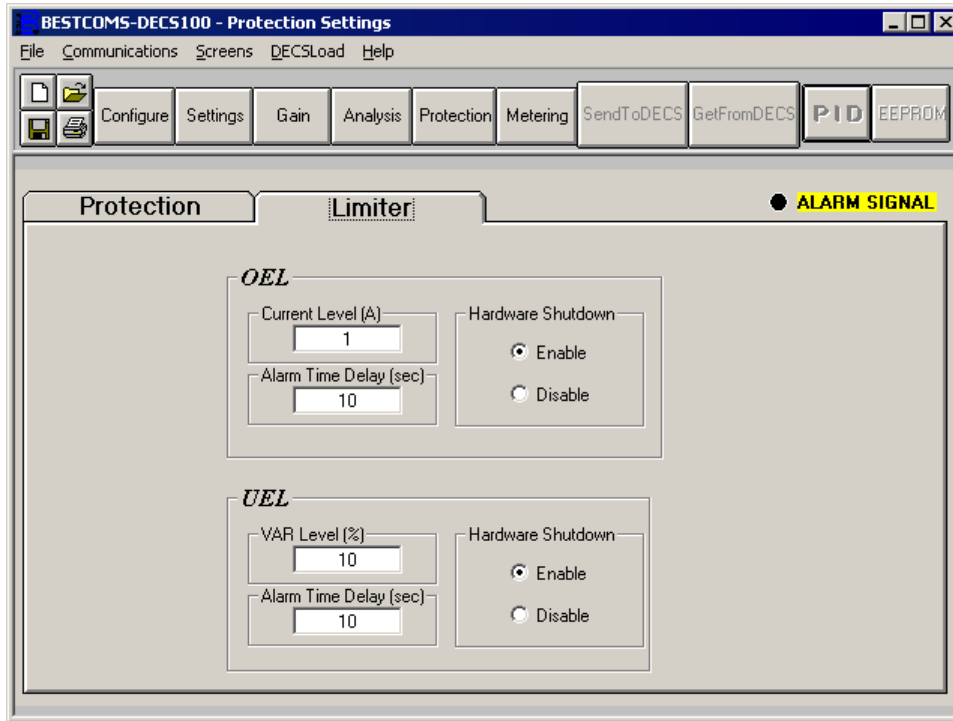 BESTCOMS-DECS100 - Protection Settings
File Communications Screens DECSLoad Help
Configure Settings Gain Analysis Protection Metering SendToDECS GetFromDECS PID EEPROM
Protection Limiter ALARM SIGNAL
OEL
Current Level (A)
1
Alarm Time Delay (sec)
10
Hardware Shutdown
Enable
Disable
UEL
VAR Level (%)
10
Alarm Time Delay (sec)
10
Hardware Shutdown
Enable
Disable